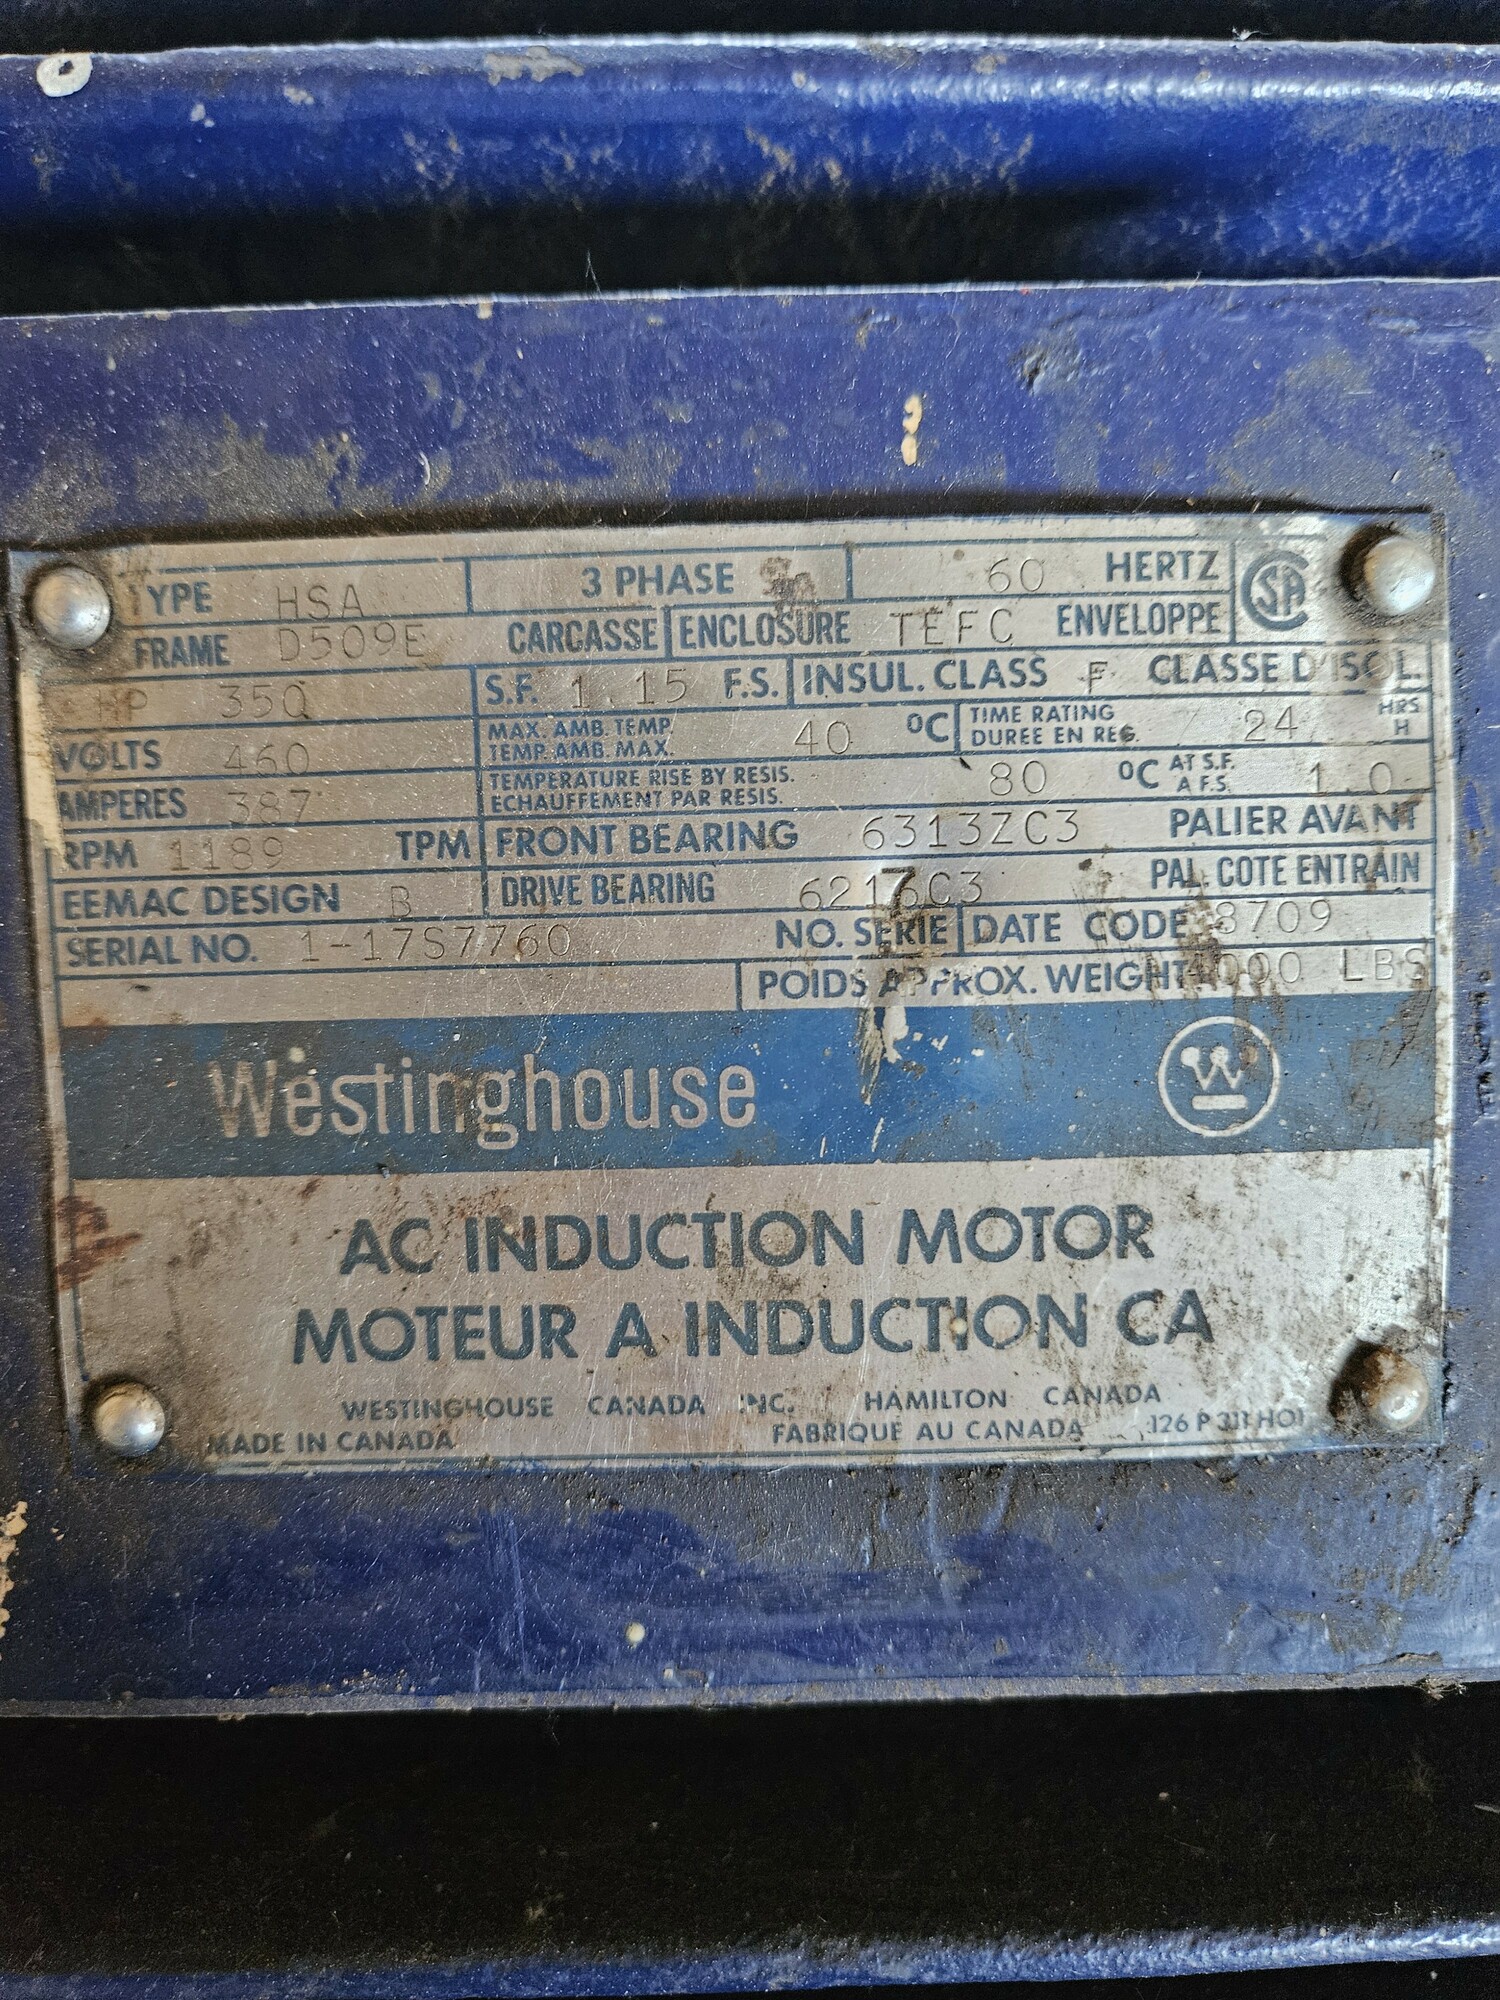 TYPE HSA 3 PHASE 60 HERTZ CSA
FRAME D509E CARCASSE ENCLOSURE TEFC ENVELOPPE
HP 350 S.F. 1.15 F.S. INSUL. CLASS F CLASSE D'ISOL.
VOLTS 460 MAX. AMB. TEMP. 40 °C TIME RATING 24 HRS
TEMP. AMB. MAX. DUREE EN REG. H
AMPERES 387 TEMPERATURE RISE BY RESIS. 80 °C AT S.F. 1.0
ECHAUFFEMENT PAR RESIS. A F.S.
RPM 1189 TPM FRONT BEARING 6313ZC3 PALIER AVANT
EEMAC DESIGN B DRIVE BEARING PAL. COTE ENTRAIN
7
SERIAL NO. 1-17S7760 NO. SERIE DATE CODE 8709
POIDS APPROX. WEIGHT 4000 LBS
Westinghouse W
AC INDUCTION MOTOR
MOTEUR A INDUCTION CA
WESTINGHOUSE CANADA INC. HAMILTON CANADA
MADE IN CANADA FABRIQUE AU CANADA